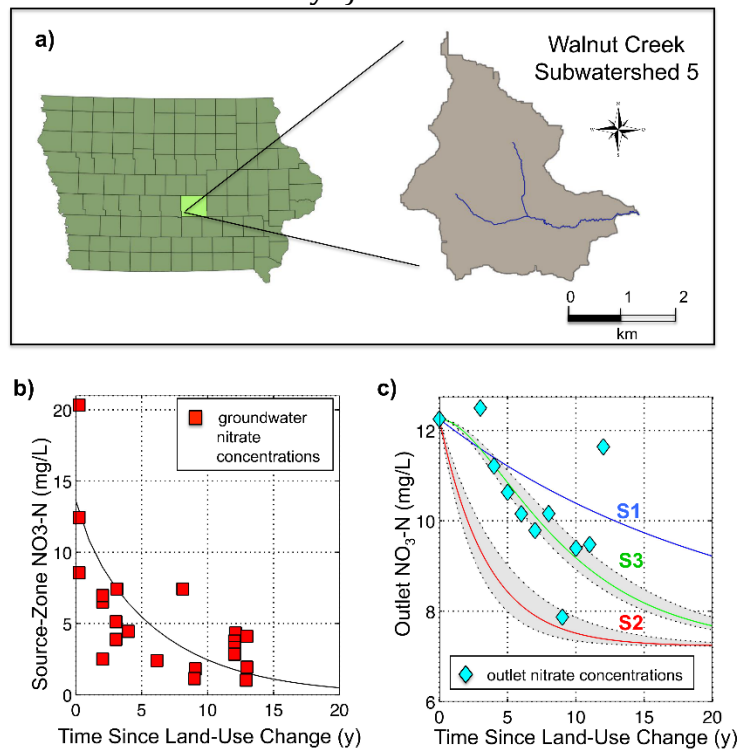 a)
Walnut Creek
Subwatershed 5
0 1 2
km
b)
groundwater
nitrate
concentrations
Source-Zone NO3-N (mg/L)
20
15
10
5
0
0 5 10 15 20
Time Since Land-Use Change (y)
c)
Outlet NO₃-N (mg/L)
12
10
8
6
S1
S3
S2
outlet nitrate concentrations
0 5 10 15 20
Time Since Land-Use Change (y)